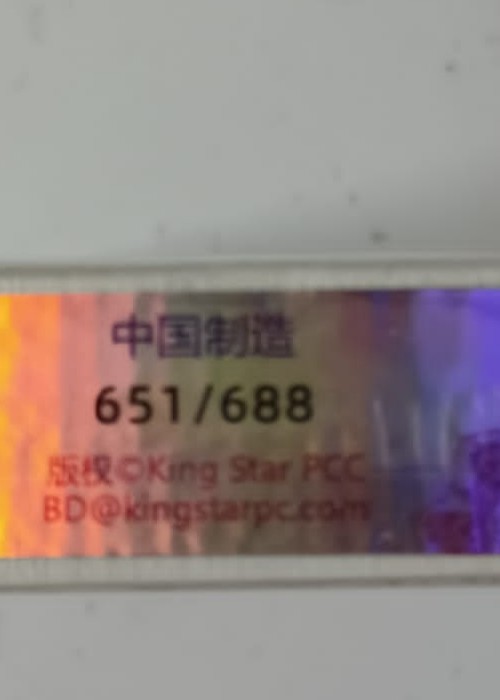 中国制造
651/688
版权©King Star PCC
BD@kingstarpc.com